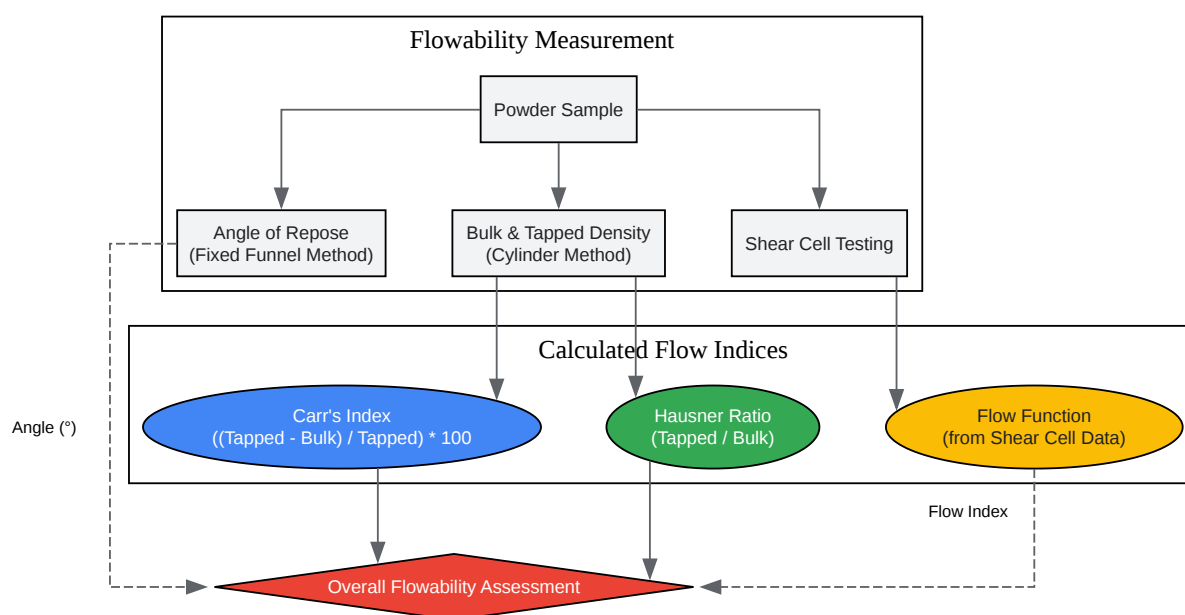 Flowability Measurement
Powder Sample
Angle of Repose
(Fixed Funnel Method)
Bulk & Tapped Density
(Cylinder Method)
Shear Cell Testing
Calculated Flow Indices
Carr's Index
((Tapped - Bulk) / Tapped) * 100
Hausner Ratio
(Tapped / Bulk)
Flow Function
(from Shear Cell Data)
Angle (°)
Flow Index
Overall Flowability Assessment